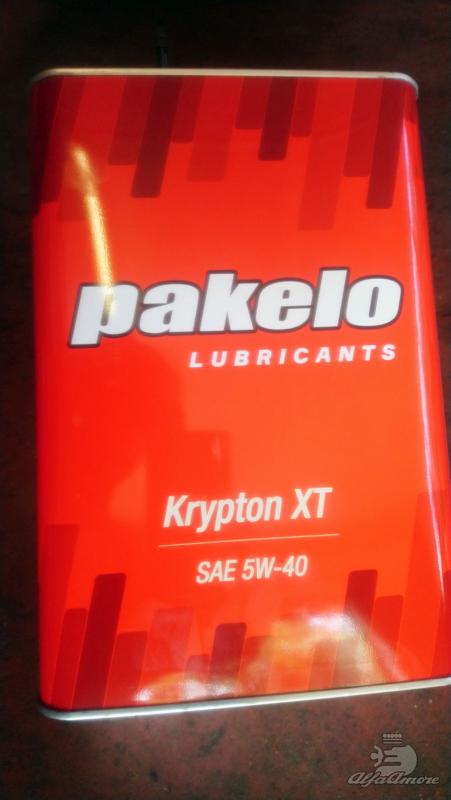 pakelo
LUBRICANTS
Krypton XT
SAE 5W-40
AlfaAmore